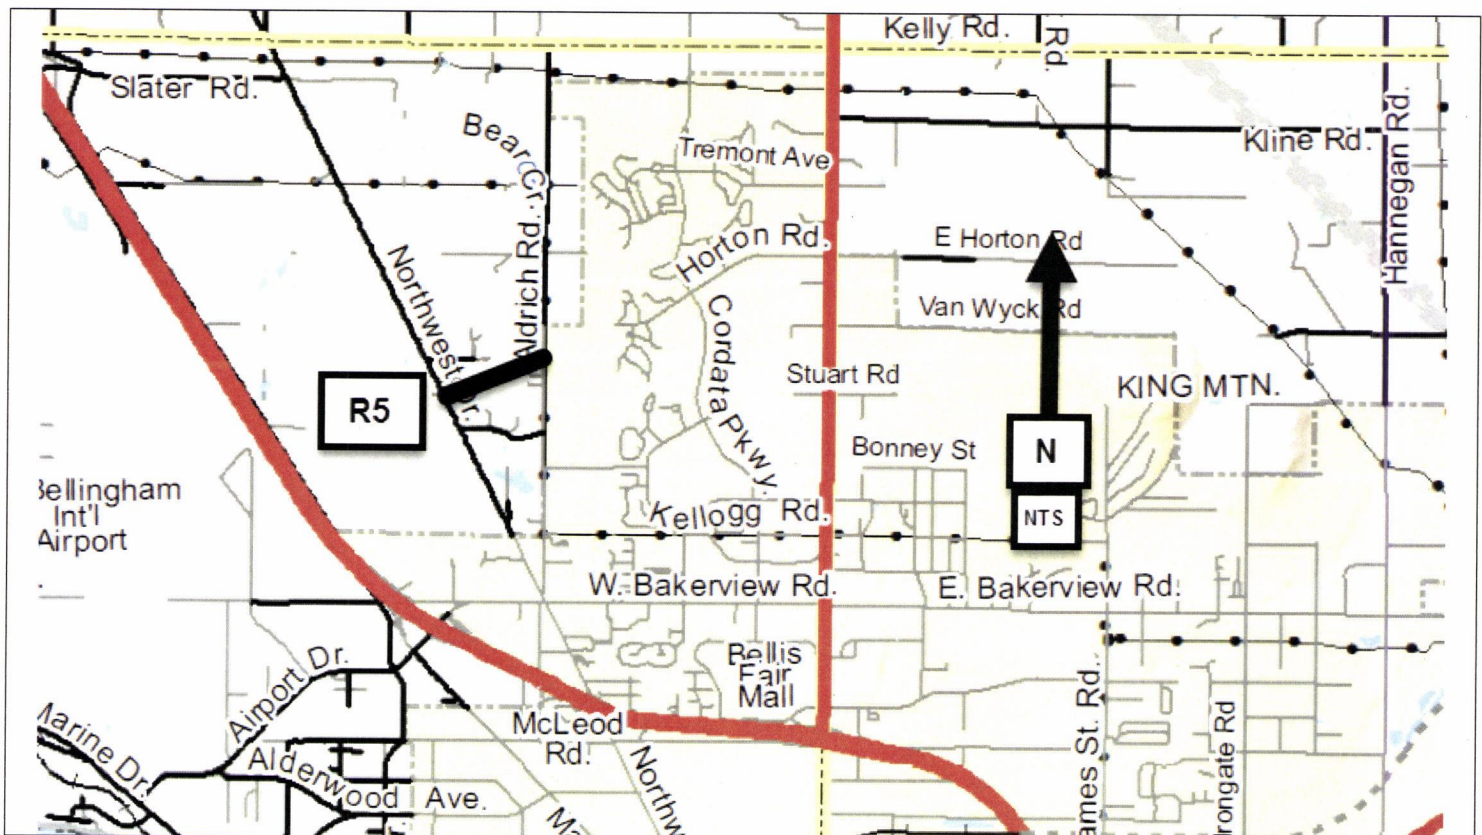 Kelly Rd.
Rd.
Slater Rd.
Bear Cr.
Kline Rd.
Hannegan Rd.
Tremont Ave
Aldrich Rd.
Horton Rd.
E Horton Rd
Northwest Dr.
Cordata Pkwy.
Van Wyck Rd
Stuart Rd
KING MTN.
R5
Bonney St
N
NTS
Bellingham
Int'l
Airport
Kellogg Rd.
W. Bakerview Rd.
E. Bakerview Rd.
Airport Dr.
Bellis
Fair
Mall
McLeod
Rd.
James St. Rd.
Marine Dr.
Alderwood Ave.
Northw